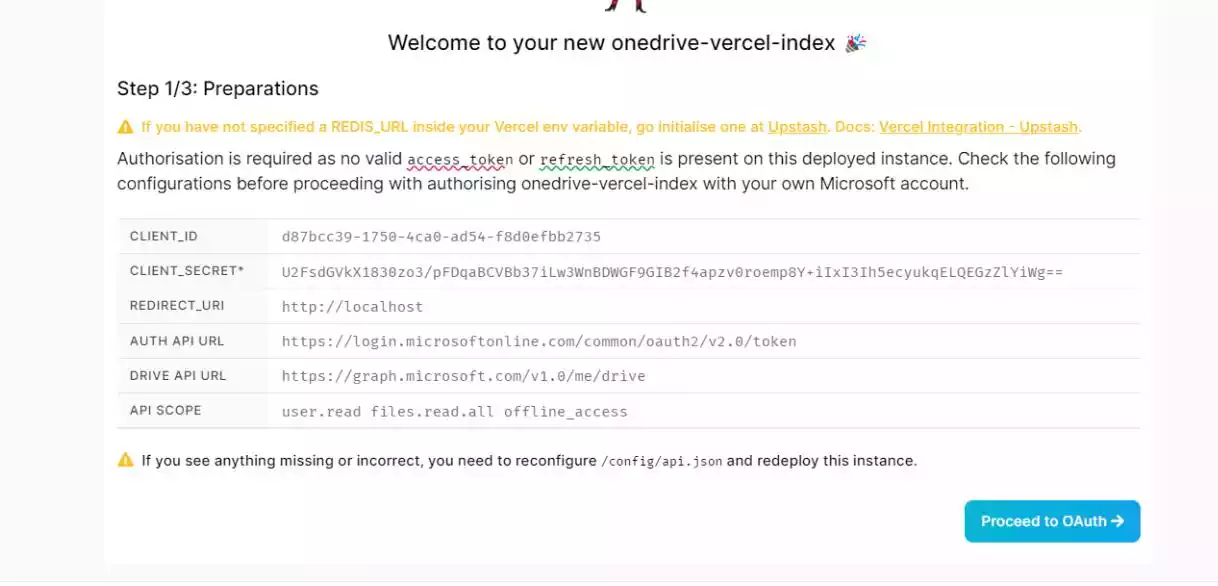 Welcome to your new onedrive-vercel-index 🎉
Step 1/3: Preparations
If you have not specified a REDIS_URL inside your Vercel env variable, go initialise one at Upstash. Docs: Vercel Integration - Upstash.
Authorisation is required as no valid access_token or refresh_token is present on this deployed instance. Check the following
configurations before proceeding with authorising onedrive-vercel-index with your own Microsoft account.
CLIENT_ID d87bcc39-1750-4ca0-ad54-f8d0efbb2735
CLIENT_SECRET* U2FsdGVkX1830zo3/pFDqaBCVBb37iLw3WnBDWGF9GIB2f4apzv0roemp8Y+iIxI3Ih5ecyukqELQEGzZlYiWg==
REDIRECT_URI http://localhost
AUTH API URL https://login.microsoftonline.com/common/oauth2/v2.0/token
DRIVE API URL https://graph.microsoft.com/v1.0/me/drive
API SCOPE user.read files.read.all offline_access
If you see anything missing or incorrect, you need to reconfigure /config/api.json and redeploy this instance.
Proceed to OAuth →